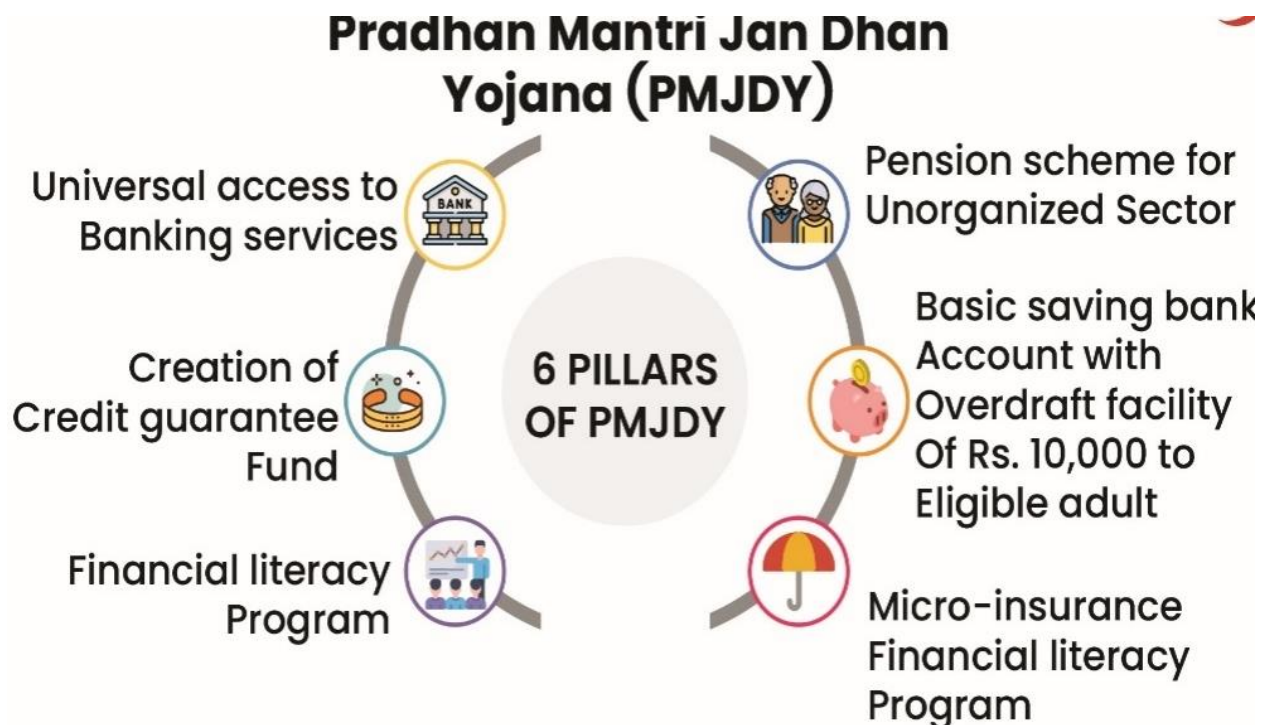 Pradhan Mantri Jan Dhan
Yojana (PMJDY)
Universal access to
Banking services
BANK
Creation of
Credit guarantee
Fund
Financial literacy
Program
6 PILLARS
OF PMJDY
Pension scheme for
Unorganized Sector
Basic saving bank
Account with
Overdraft facility
Of Rs. 10,000 to
Eligible adult
Micro-insurance
Financial literacy
Program